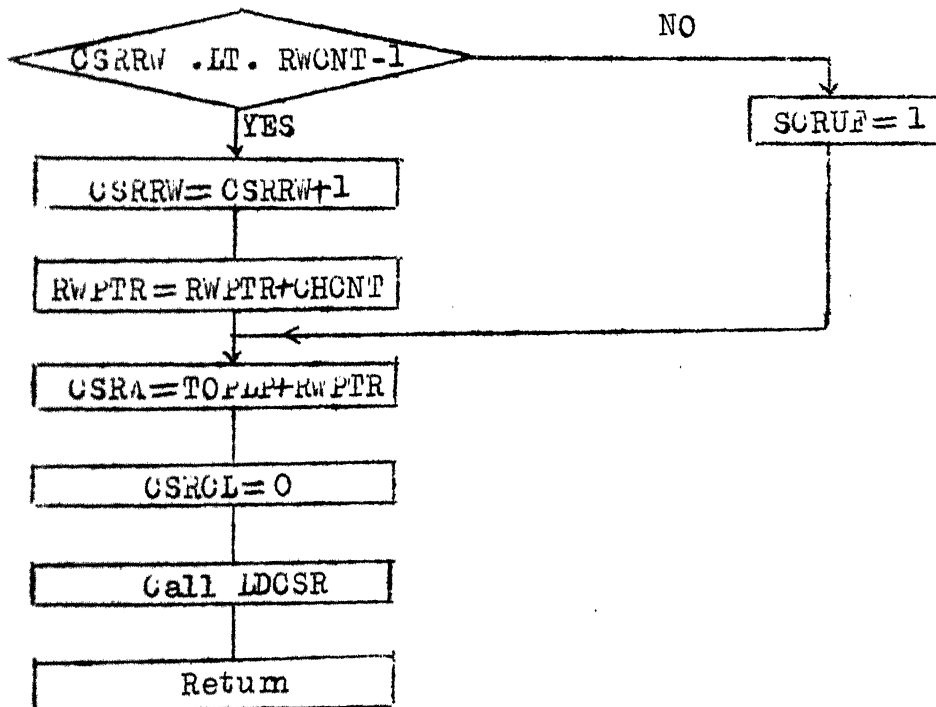 NO
CSRRW .LT. RWCNT-1
YES
SCRUF=1
CSRRW=CSRRW+1
RWPTR=RWPTR+CHCNT
CSRA=TOPLP+RWPTR
CSRCL=0
Call LDCSR
Return